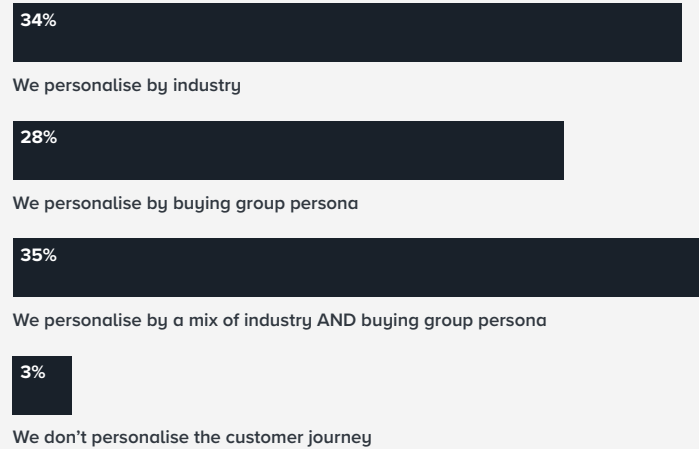 34%
We personalise by industry
28%
We personalise by buying group persona
35%
We personalise by a mix of industry AND buying group persona
3%
We don’t personalise the customer journey